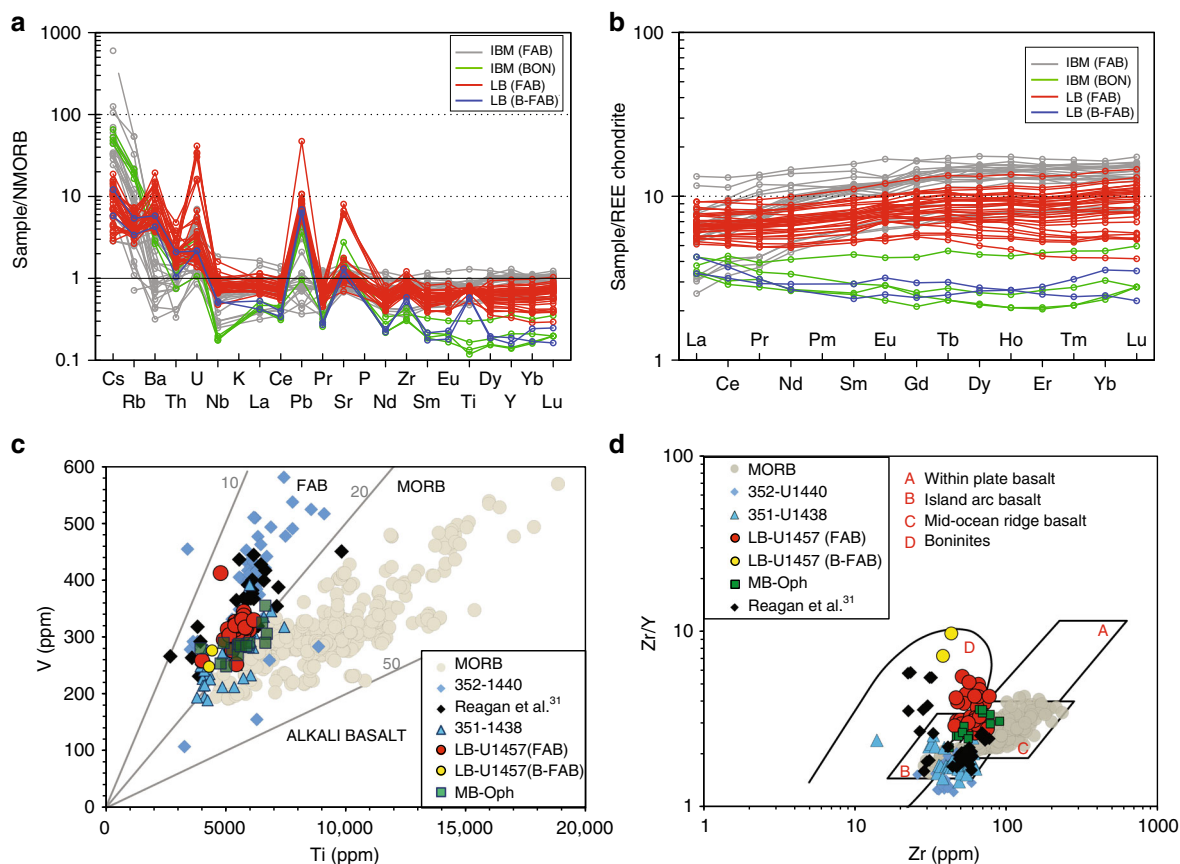 a
1000
100
10
1
0.1
Sample/NMORB
IBM (FAB)
IBM (BON)
LB (FAB)
LB (B-FAB)
Cs Ba U K Ce Pr P Zr Eu Dy Yb
Rb Th Nb La Pb Sr Nd Sm Ti Y Lu
b
100
10
1
Sample/REE chondrite
IBM (FAB)
IBM (BON)
LB (FAB)
LB (B-FAB)
La Pr Pm Eu Tb Ho Tm Lu
Ce Nd Sm Gd Dy Er Yb
c
600
500
400
300
200
100
0
V (ppm)
10
FAB
20
MORB
50
ALKALI BASALT
MORB
352-1440
Reagan et al.31
351-1438
LB-U1457(FAB)
LB-U1457(B-FAB)
MB-Oph
0 5000 10,000 15,000 20,000
Ti (ppm)
d
100
10
1
Zr/Y
MORB
352-U1440
351-U1438
LB-U1457 (FAB)
LB-U1457 (B-FAB)
MB-Oph
Reagan et al.31
A Within plate basalt
B Island arc basalt
C Mid-ocean ridge basalt
D Boninites
A
D
B
C
1 10 100 1000
Zr (ppm)